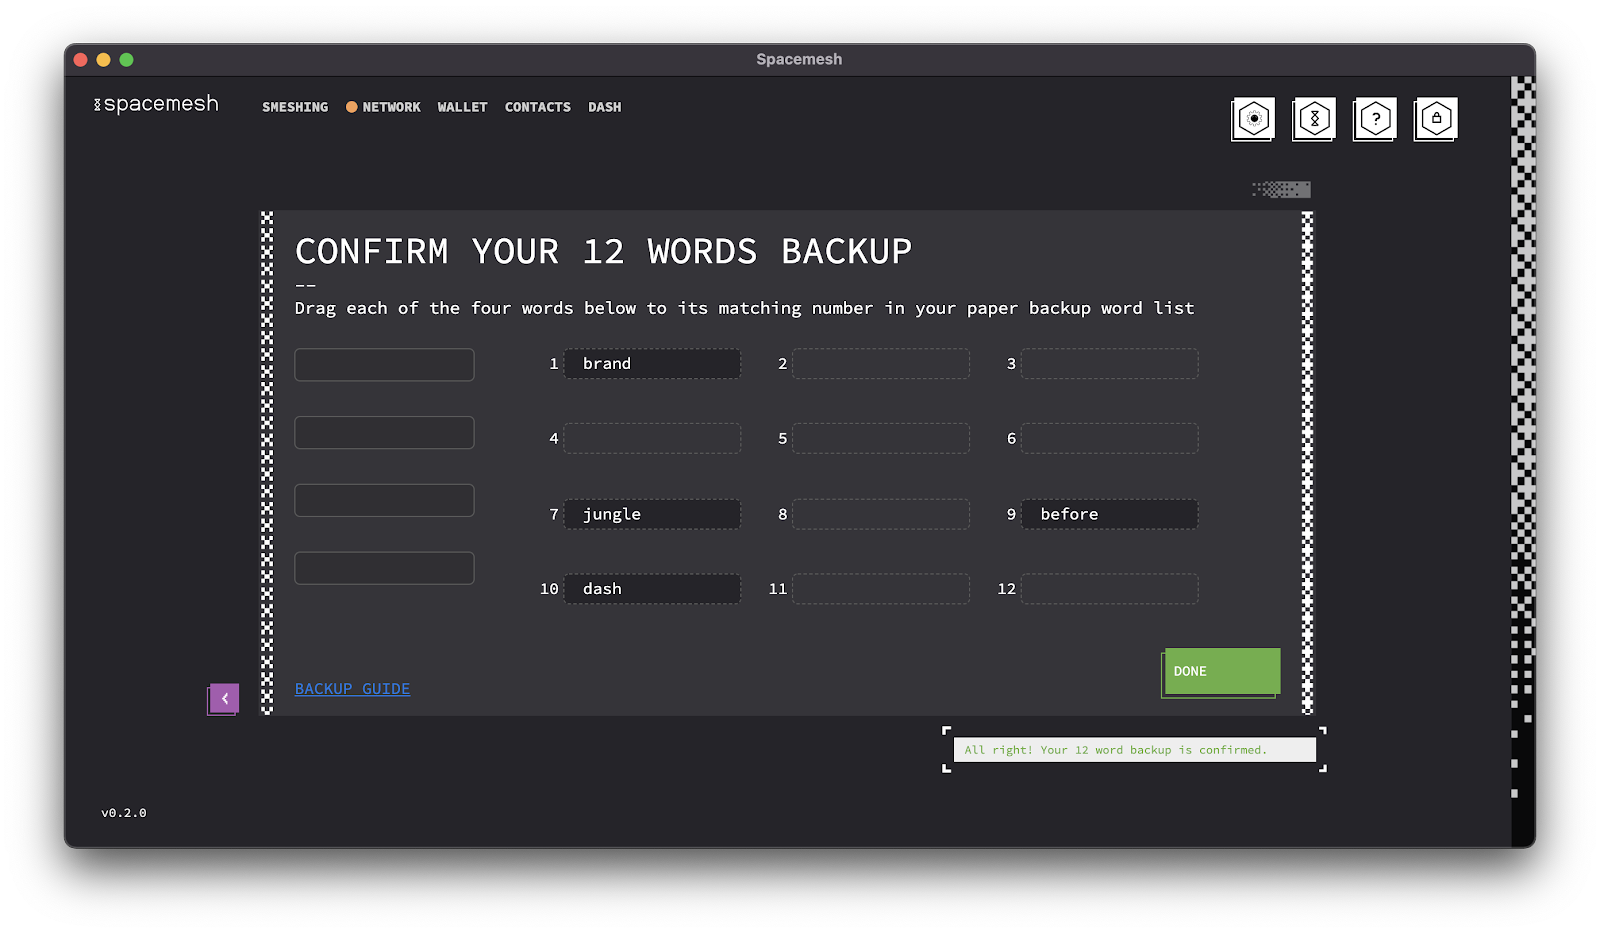 Spacemesh
spacemesh
SMESHING NETWORK WALLET CONTACTS DASH
?
CONFIRM YOUR 12 WORDS BACKUP
--
Drag each of the four words below to its matching number in your paper backup word list
1 brand 2 3
4 5 6
7 jungle 8 9 before
10 dash 11 12
DONE
BACKUP GUIDE
All right! Your 12 word backup is confirmed.
v0.2.0